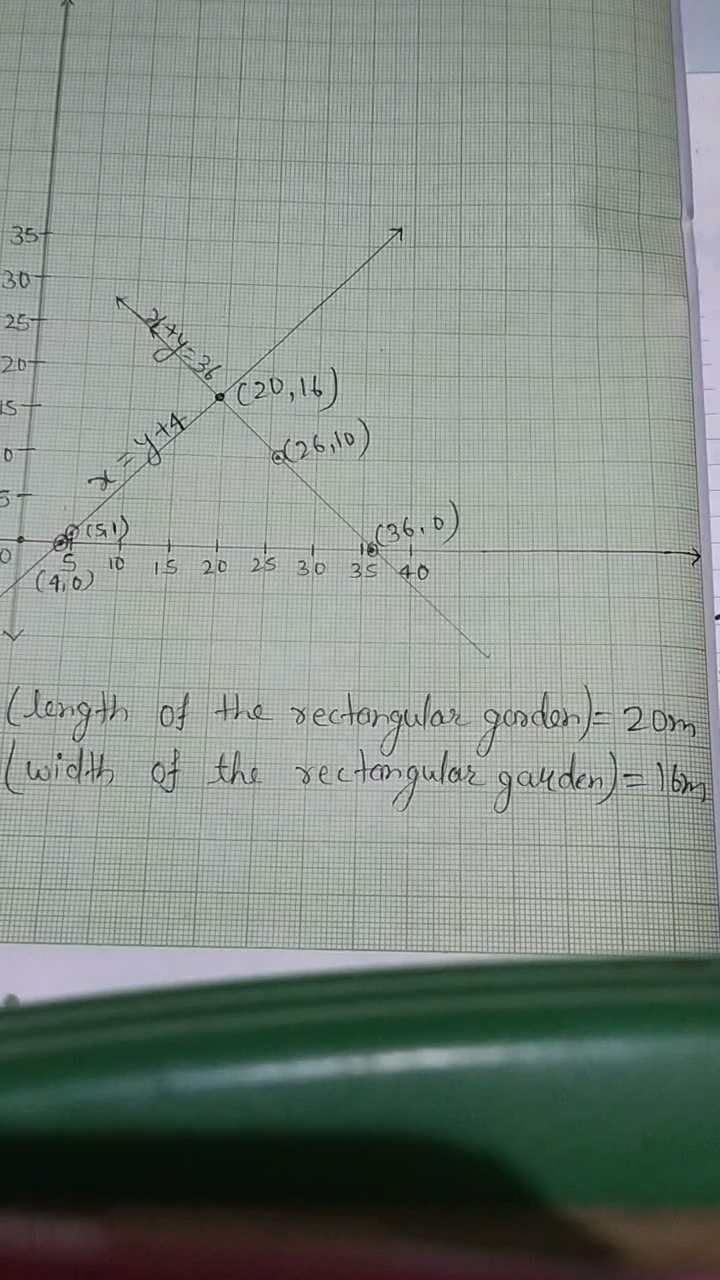 35
30
25
x+y=36
20
(20,16)
15
x=y+4
(26,10)
0
5
(5,1)
(36,0)
0 5 10 15 20 25 30 35 40
(4,0)
(length of the rectangular garden)= 20m
(width of the rectangular garden)= 16m